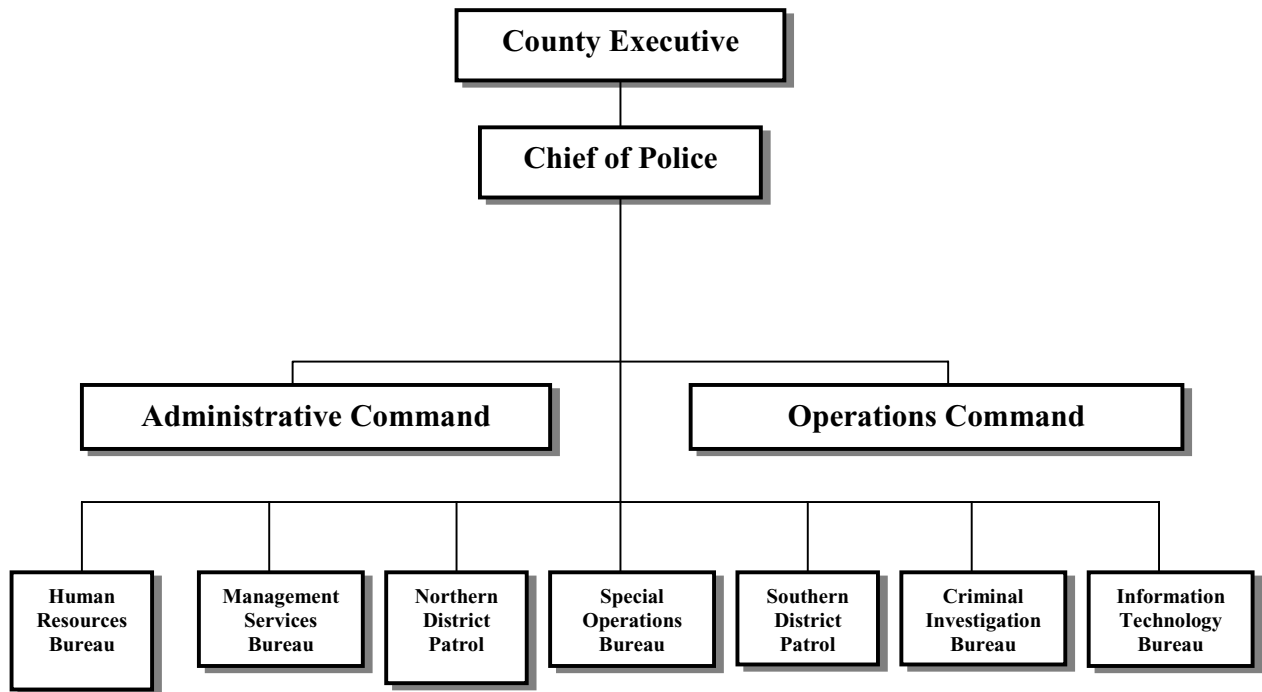 County Executive
Chief of Police
Administrative Command
Operations Command
Human
Resources
Bureau
Management
Services
Bureau
Northern
District
Patrol
Special
Operations
Bureau
Southern
District
Patrol
Criminal
Investigation
Bureau
Information
Technology
Bureau